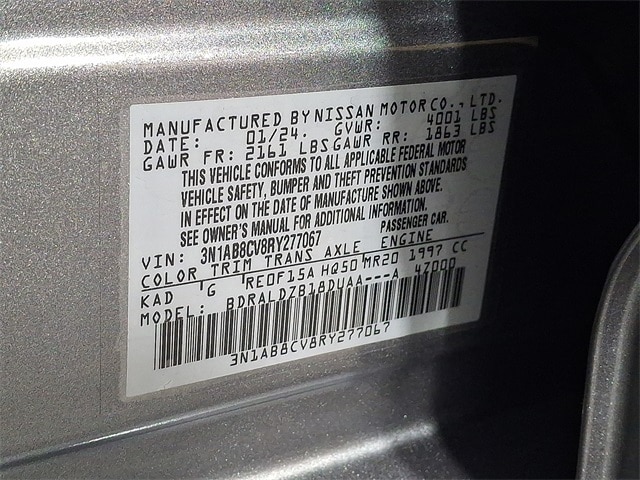 MANUFACTURED BY NISSAN MOTOR CO., LTD.
DATE: 01/24. GVWR: 4001 LBS
GAWR FR: 2161 LBS GAWR RR: 1863 LBS
THIS VEHICLE CONFORMS TO ALL APPLICABLE FEDERAL MOTOR
VEHICLE SAFETY, BUMPER AND THEFT PREVENTION STANDARDS
IN EFFECT ON THE DATE OF MANUFACTURE SHOWN ABOVE.
SEE OWNER'S MANUAL FOR ADDITIONAL INFORMATION.
VIN: 3N1AB8CV8RY277067 PASSENGER CAR.
COLOR TRIM TRANS AXLE ENGINE
KAD G RE0F15A HQ50 MR20 1997 CC
MODEL: BDRALDZB18DUAA---A 4Z000
3N1AB8CV8RY277067